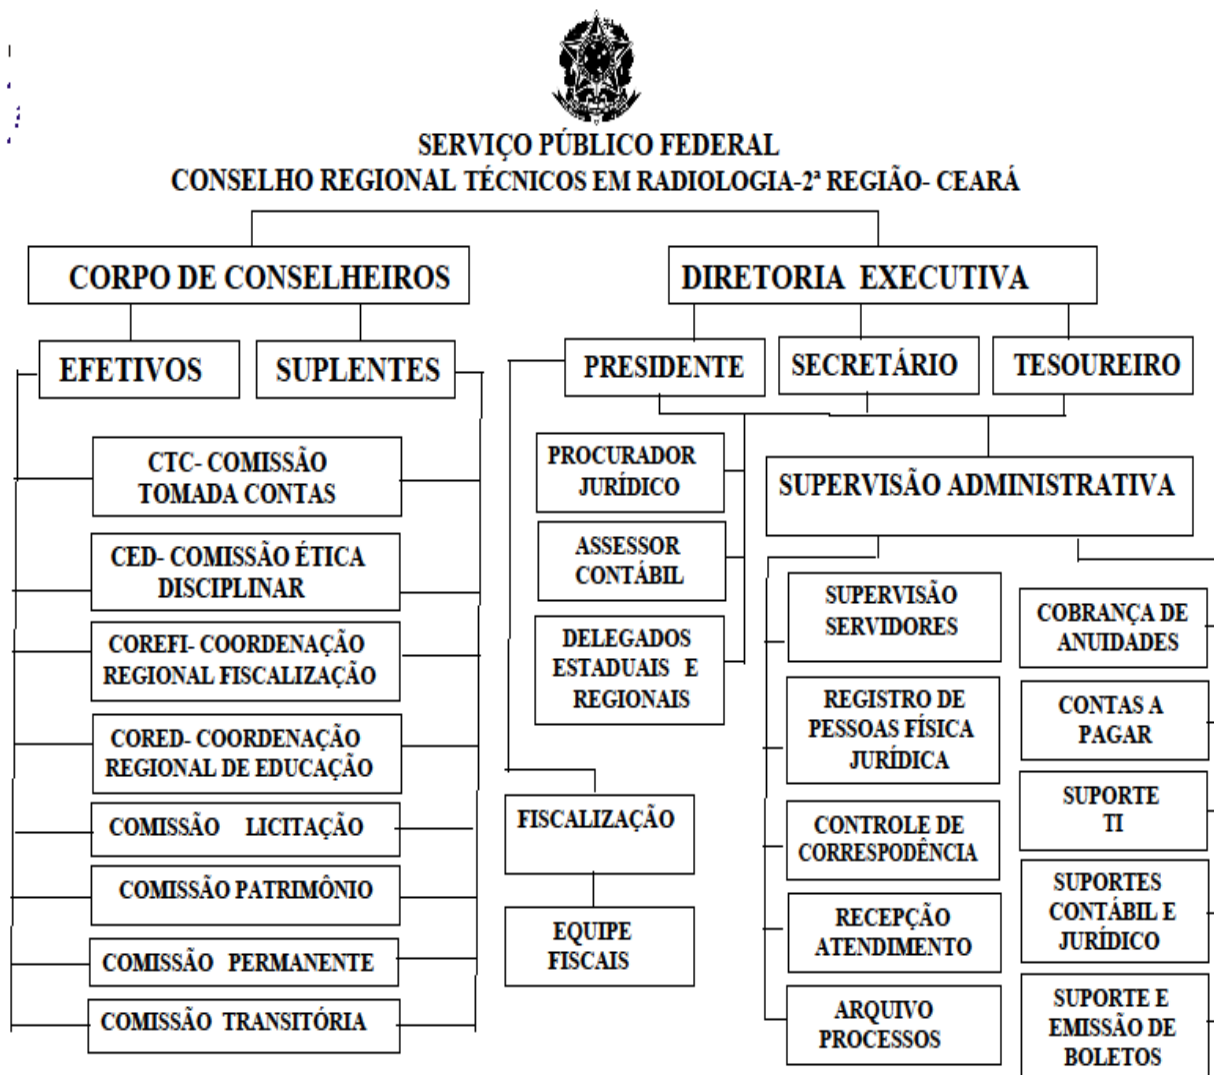 SERVIÇO PÚBLICO FEDERAL
CONSELHO REGIONAL TÉCNICOS EM RADIOLOGIA-2ª REGIÃO- CEARÁ
CORPO DE CONSELHEIROS
DIRETORIA EXECUTIVA
EFETIVOS
SUPLENTES
PRESIDENTE
SECRETÁRIO
TESOUREIRO
CTC- COMISSÃO
TOMADA CONTAS
CED- COMISSÃO ÉTICA
DISCIPLINAR
COREFI- COORDENAÇÃO
REGIONAL FISCALIZAÇÃO
CORED- COORDENAÇÃO
REGIONAL DE EDUCAÇÃO
COMISSÃO LICITAÇÃO
COMISSÃO PATRIMÔNIO
COMISSÃO PERMANENTE
COMISSÃO TRANSITÓRIA
PROCURADOR
JURÍDICO
ASSESSOR
CONTÁBIL
DELEGADOS
ESTADUAIS E
REGIONAIS
FISCALIZAÇÃO
EQUIPE
FISCAIS
SUPERVISÃO ADMINISTRATIVA
SUPERVISÃO
SERVIDORES
REGISTRO DE
PESSOAS FÍSICA
JURÍDICA
CONTROLE DE
CORRESPODÊNCIA
RECEPÇÃO
ATENDIMENTO
ARQUIVO
PROCESSOS
COBRANÇA DE
ANUIDADES
CONTAS A
PAGAR
SUPORTE
TI
SUPORTES
CONTÁBIL E
JURÍDICO
SUPORTE E
EMISSÃO DE
BOLETOS